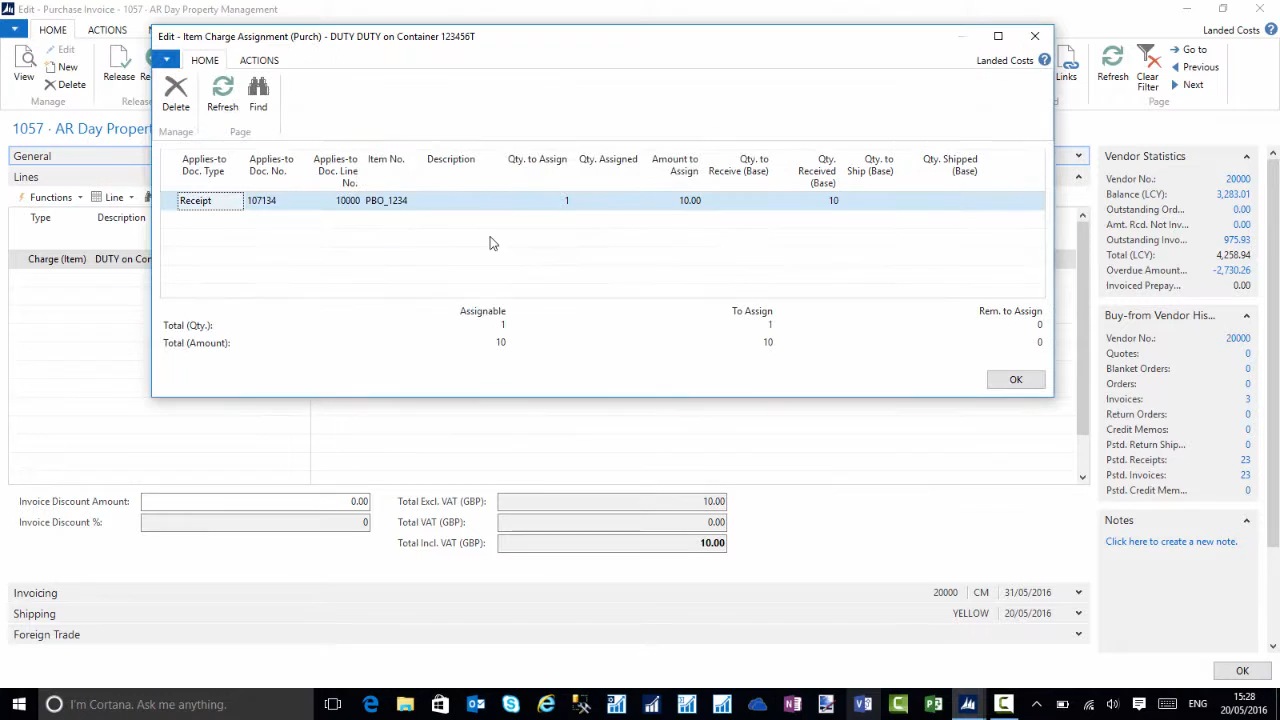 Edit - Purchase Invoice - 1057 · AR Day Property Management
HOME
ACTIONS
Landed Costs
View
Edit
New
Delete
Manage
Release
Links
Refresh
Clear Filter
Go to
Previous
Next
Page
1057 · AR Day Propert
General
Lines
Functions
Line
Type
Description
Charge (Item)
DUTY on Con
Edit - Item Charge Assignment (Purch) - DUTY DUTY on Container 123456T
HOME
ACTIONS
Landed Costs
Delete
Refresh
Find
Manage
Page
Applies-to Doc. Type
Applies-to Doc. No.
Applies-to Doc. Line No.
Item No.
Description
Qty. to Assign
Qty. Assigned
Amount to Assign
Qty. to Receive (Base)
Qty. Received (Base)
Qty. to Ship (Base)
Qty. Shipped (Base)
Receipt 107134 10000 PBO_1234 1 10.00 10
Assignable To Assign Rem. to Assign
Total (Qty.): 1 1 0
Total (Amount): 10 10 0
OK
Invoice Discount Amount: 0.00
Invoice Discount %: 0
Total Excl. VAT (GBP): 10.00
Total VAT (GBP): 0.00
Total Incl. VAT (GBP): 10.00
Invoicing 20000 CM 31/05/2016
Shipping YELLOW 20/05/2016
Foreign Trade
Vendor Statistics
Vendor No.: 20000
Balance (LCY): 3,283.01
Outstanding Ord... 0.00
Amt. Rcd. Not Inv... 0.00
Outstanding Invo... 975.93
Total (LCY): 4,258.94
Overdue Amount... -2,730.26
Invoiced Prepay... 0.00
Buy-from Vendor His...
Vendor No.: 20000
Quotes: 0
Blanket Orders: 0
Orders: 0
Invoices: 3
Return Orders: 0
Credit Memos: 0
Pstd. Return Ship... 0
Pstd. Receipts: 23
Pstd. Invoices: 23
Pstd. Credit Mem... 0
Notes
Click here to create a new note.
OK
I'm Cortana. Ask me anything.
ENG
15:28
20/05/2016